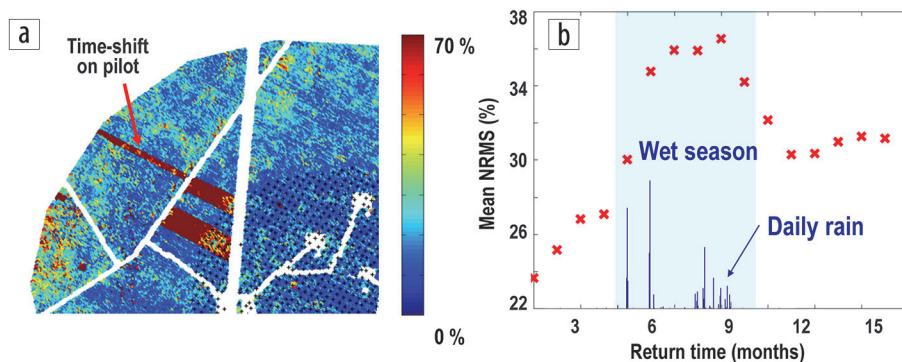 a
Time-shift
on pilot
70 %
0 %
b
38
34
30
26
22
Mean NRMS (%)
Wet season
Daily rain
3
6
9
12
15
Return time (months)